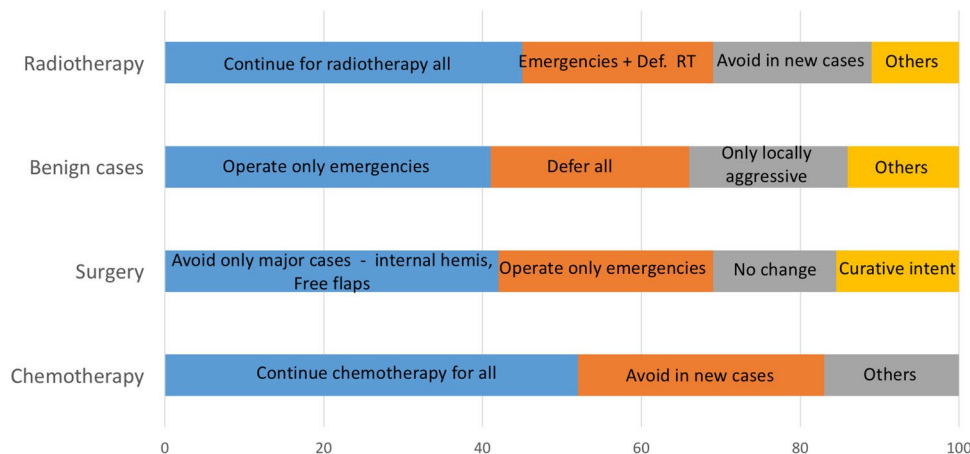 Radiotherapy
Continue for radiotherapy all
Emergencies + Def. RT
Avoid in new cases
Others
Benign cases
Operate only emergencies
Defer all
Only locally
aggressive
Others
Surgery
Avoid only major cases - internal hemis,
Free flaps
Operate only emergencies
No change
Curative intent
Chemotherapy
Continue chemotherapy for all
Avoid in new cases
Others
0 20 40 60 80 100